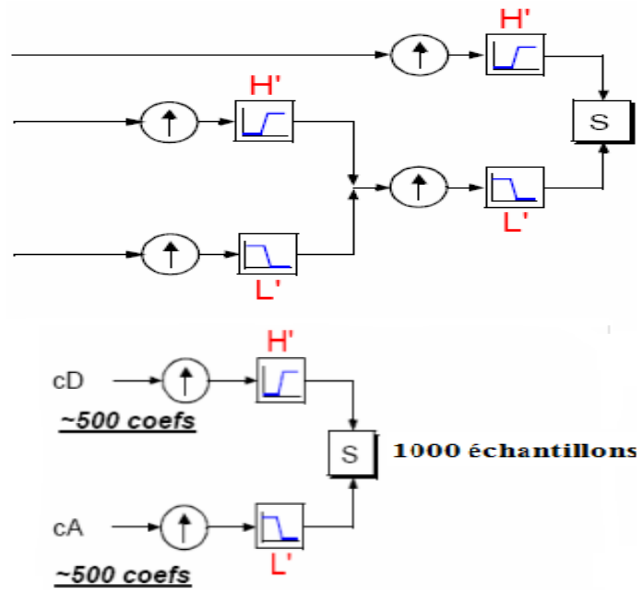 H'
H'
S
L'
L'
H'
cD
~500 coefs
S
1000 échantillons
cA
~500 coefs
L'